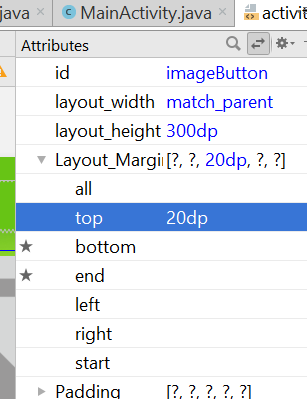 java × MainActivity.java × activit
Attributes
id imageButton
layout_width match_parent
layout_height 300dp
Layout_Margin [?, ?, 20dp, ?, ?]
all
top 20dp
bottom
end
left
right
start
Padding [?, ?, ?, ?, ?]